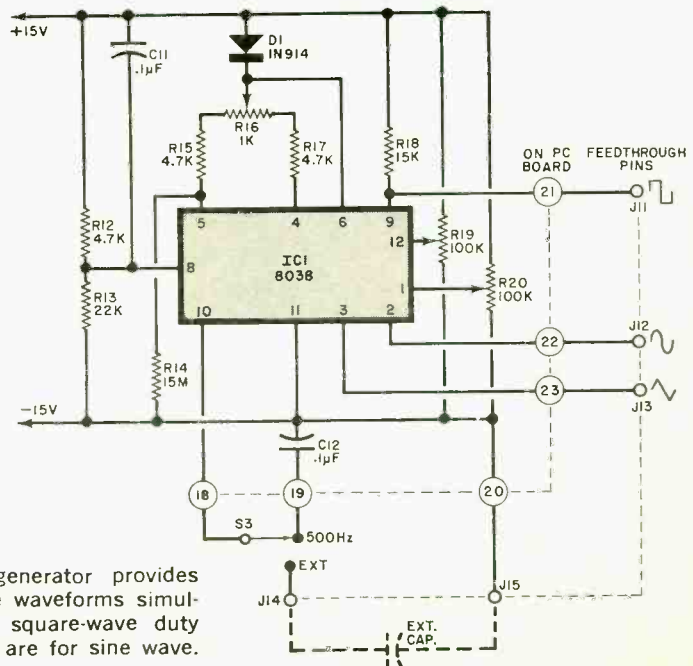 +15V
C11
.1µF
D1
1N914
R16
1K
R15
4.7K
R17
4.7K
R18
15K
ON PC
BOARD
FEEDTHROUGH
PINS
21
J11
5
4
6
9
12
R19
100K
R12
4.7K
8
IC1
8038
1
R20
100K
R13
22K
10
11
3
2
J12
22
R14
15M
23
J13
-15V
C12
.1µF
18
19
20
S3
500Hz
EXT
J14
J15
EXT.
CAP.
generator provides
waveforms simul-
square-wave duty
are for sine wave.